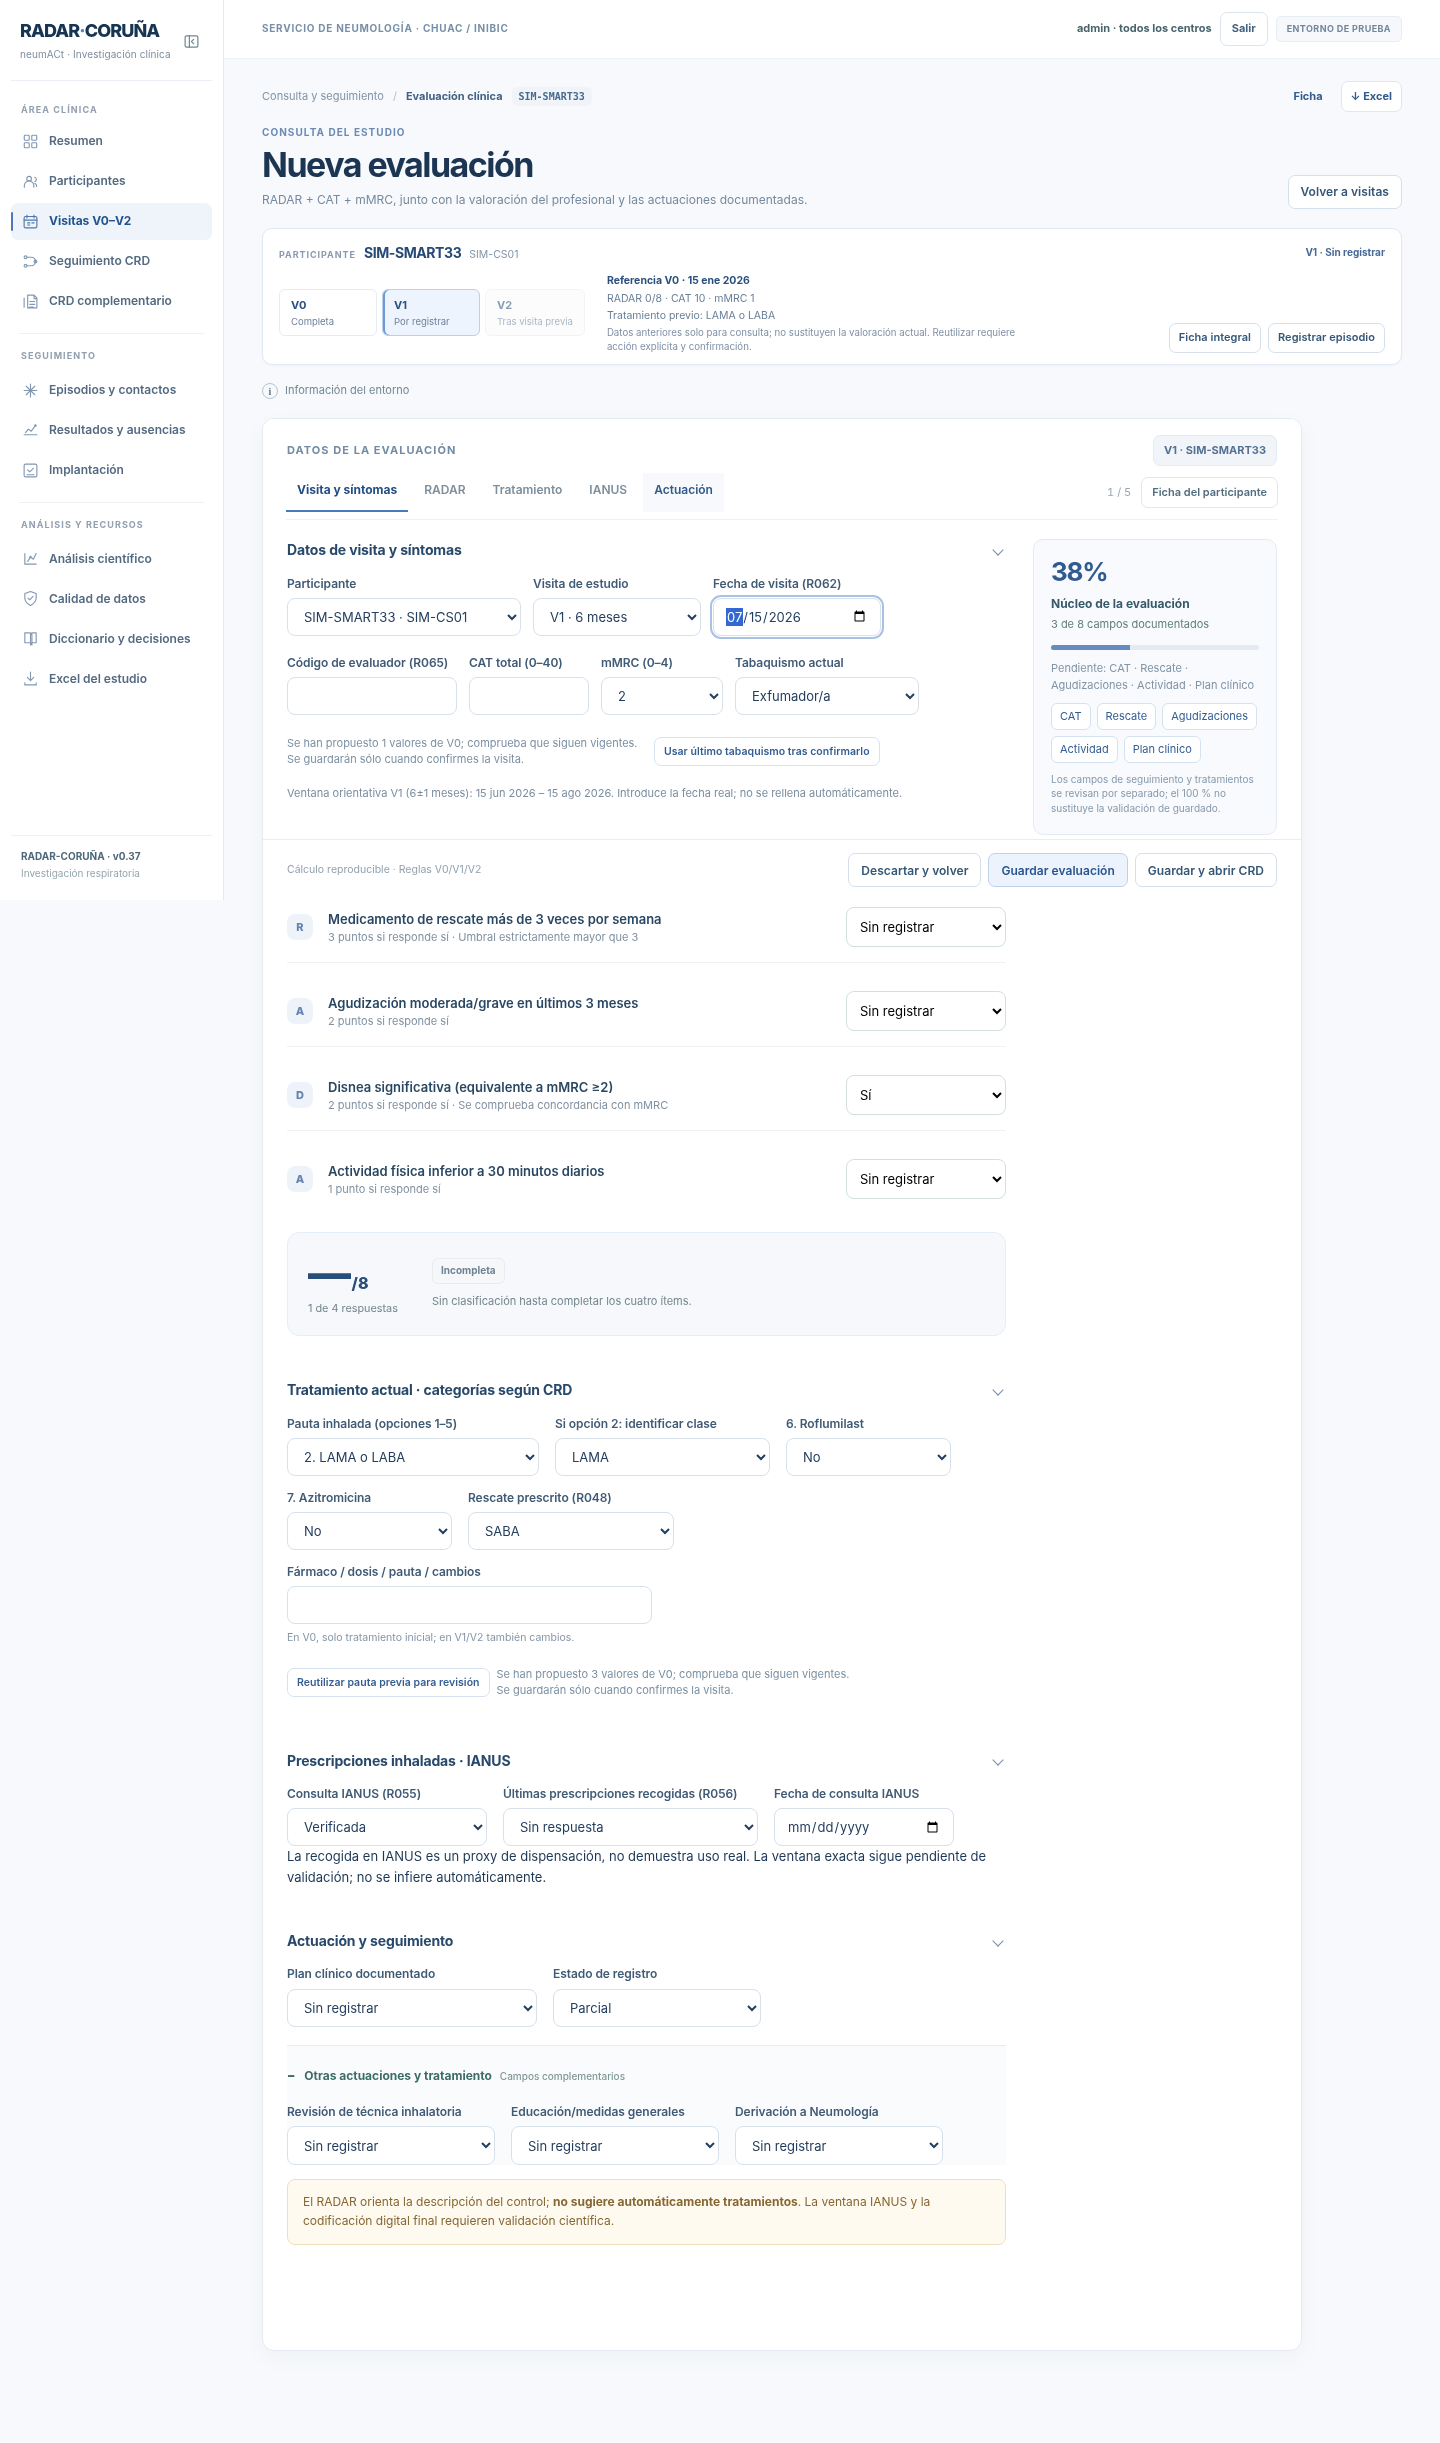 RADAR·CORUÑA
neumACt · Investigación clínica
ÁREA CLÍNICA
Resumen
Participantes
Visitas V0–V2
Seguimiento CRD
CRD complementario
SEGUIMIENTO
Episodios y contactos
Resultados y ausencias
Implantación
ANÁLISIS Y RECURSOS
Análisis científico
Calidad de datos
Diccionario y decisiones
Excel del estudio
RADAR-CORUÑA · v0.37
Investigación respiratoria
SERVICIO DE NEUMOLOGÍA · CHUAC / INIBIC
admin · todos los centros Salir ENTORNO DE PRUEBA
Consulta y seguimiento / Evaluación clínica SIM-SMART33
Ficha ↓ Excel
CONSULTA DEL ESTUDIO
Nueva evaluación
RADAR + CAT + mMRC, junto con la valoración del profesional y las actuaciones documentadas.
Volver a visitas
PARTICIPANTE SIM-SMART33 SIM-CS01
V1 · Sin registrar
V0
Completa
V1
Por registrar
V2
Tras visita previa
Referencia V0 · 15 ene 2026
RADAR 0/8 · CAT 10 · mMRC 1
Tratamiento previo: LAMA o LABA
Datos anteriores solo para consulta; no sustituyen la valoración actual. Reutilizar requiere
acción explícita y confirmación.
Ficha integral Registrar episodio
i Información del entorno
DATOS DE LA EVALUACIÓN
V1 · SIM-SMART33
Visita y síntomas RADAR Tratamiento IANUS Actuación
1 / 5 Ficha del participante
Datos de visita y síntomas
Participante Visita de estudio Fecha de visita (R062)
SIM-SMART33 · SIM-CS01 V1 · 6 meses 07/15/2026
Código de evaluador (R065) CAT total (0–40) mMRC (0–4) Tabaquismo actual
2 Exfumador/a
Se han propuesto 1 valores de V0; comprueba que siguen vigentes.
Se guardarán sólo cuando confirmes la visita.
Usar último tabaquismo tras confirmarlo
Ventana orientativa V1 (6±1 meses): 15 jun 2026 – 15 ago 2026. Introduce la fecha real; no se rellena automáticamente.
38%
Núcleo de la evaluación
3 de 8 campos documentados
Pendiente: CAT · Rescate ·
Agudizaciones · Actividad · Plan clínico
CAT Rescate Agudizaciones
Actividad Plan clínico
Los campos de seguimiento y tratamientos
se revisan por separado; el 100 % no
sustituye la validación de guardado.
Cálculo reproducible · Reglas V0/V1/V2
Descartar y volver Guardar evaluación Guardar y abrir CRD
R Medicamento de rescate más de 3 veces por semana Sin registrar
3 puntos si responde sí · Umbral estrictamente mayor que 3
A Agudización moderada/grave en últimos 3 meses Sin registrar
2 puntos si responde sí
D Disnea significativa (equivalente a mMRC ≥2) Sí
2 puntos si responde sí · Se comprueba concordancia con mMRC
A Actividad física inferior a 30 minutos diarios Sin registrar
1 punto si responde sí
—/8
1 de 4 respuestas
Incompleta
Sin clasificación hasta completar los cuatro ítems.
Tratamiento actual · categorías según CRD
Pauta inhalada (opciones 1–5) Si opción 2: identificar clase 6. Roflumilast
2. LAMA o LABA LAMA No
7. Azitromicina Rescate prescrito (R048)
No SABA
Fármaco / dosis / pauta / cambios
En V0, solo tratamiento inicial; en V1/V2 también cambios.
Reutilizar pauta previa para revisión
Se han propuesto 3 valores de V0; comprueba que siguen vigentes.
Se guardarán sólo cuando confirmes la visita.
Prescripciones inhaladas · IANUS
Consulta IANUS (R055) Últimas prescripciones recogidas (R056) Fecha de consulta IANUS
Verificada Sin respuesta mm/dd/yyyy
La recogida en IANUS es un proxy de dispensación, no demuestra uso real. La ventana exacta sigue pendiente de
validación; no se infiere automáticamente.
Actuación y seguimiento
Plan clínico documentado Estado de registro
Sin registrar Parcial
– Otras actuaciones y tratamiento Campos complementarios
Revisión de técnica inhalatoria Educación/medidas generales Derivación a Neumología
Sin registrar Sin registrar Sin registrar
El RADAR orienta la descripción del control; no sugiere automáticamente tratamientos. La ventana IANUS y la
codificación digital final requieren validación científica.